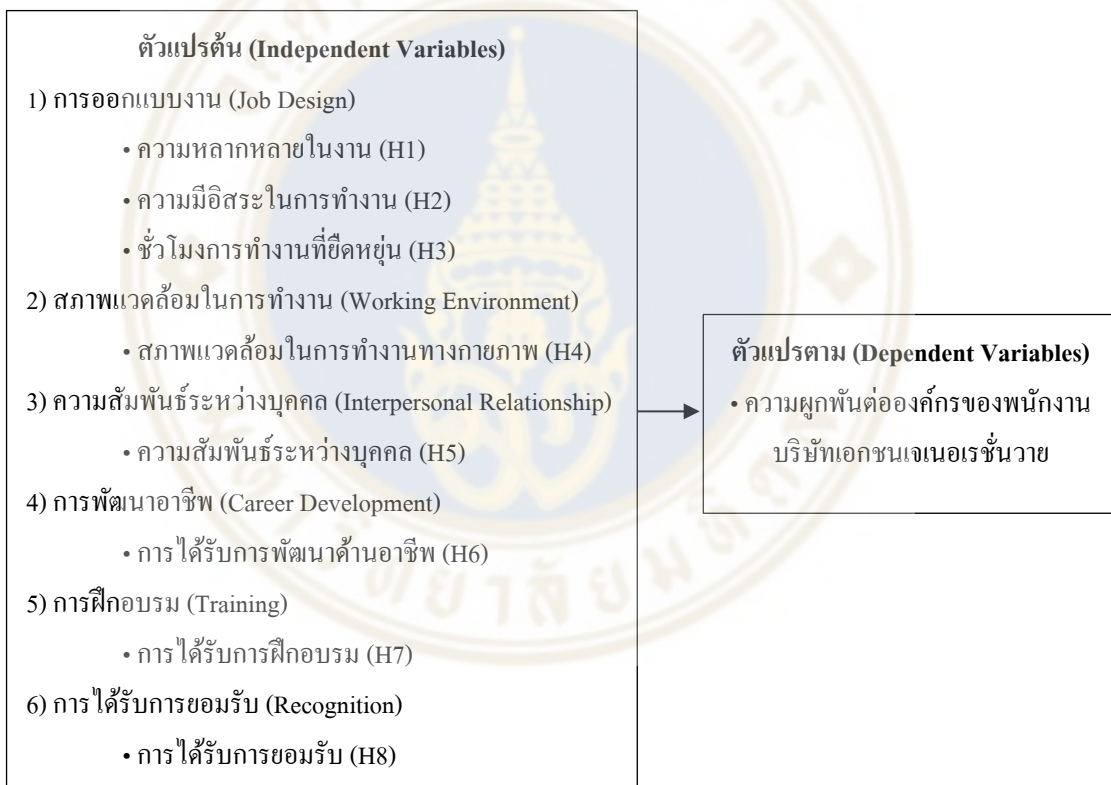 ตัวแปรต้น (Independent Variables)
1) การออกแบบงาน (Job Design)
• ความหลากหลายในงาน (H1)
• ความมีอิสระในการทำงาน (H2)
• ชั่วโมงการทำงานที่ยืดหยุ่น (H3)
2) สภาพแวดล้อมในการทำงาน (Working Environment)
• สภาพแวดล้อมในการทำงานทางกายภาพ (H4)
3) ความสัมพันธ์ระหว่างบุคคล (Interpersonal Relationship)
• ความสัมพันธ์ระหว่างบุคคล (H5)
4) การพัฒนาอาชีพ (Career Development)
• การได้รับการพัฒนาด้านอาชีพ (H6)
5) การฝึกอบรม (Training)
• การได้รับการฝึกอบรม (H7)
6) การได้รับการยอมรับ (Recognition)
• การได้รับการยอมรับ (H8)
ตัวแปรตาม (Dependent Variables)
• ความผูกพันต่อองค์กรของพนักงาน
บริษัทเอกชนเจเนอเรชั่นวาย